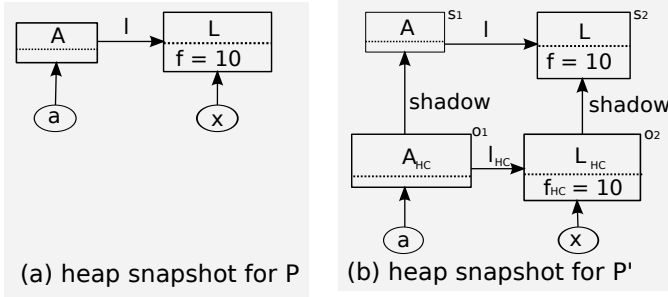 A
l
L
f = 10
a
x
(a) heap snapshot for P
A
s1
l
L
s2
f = 10
shadow
shadow
AHC
o1
lHC
LHC
o2
fHC = 10
a
x
(b) heap snapshot for P'